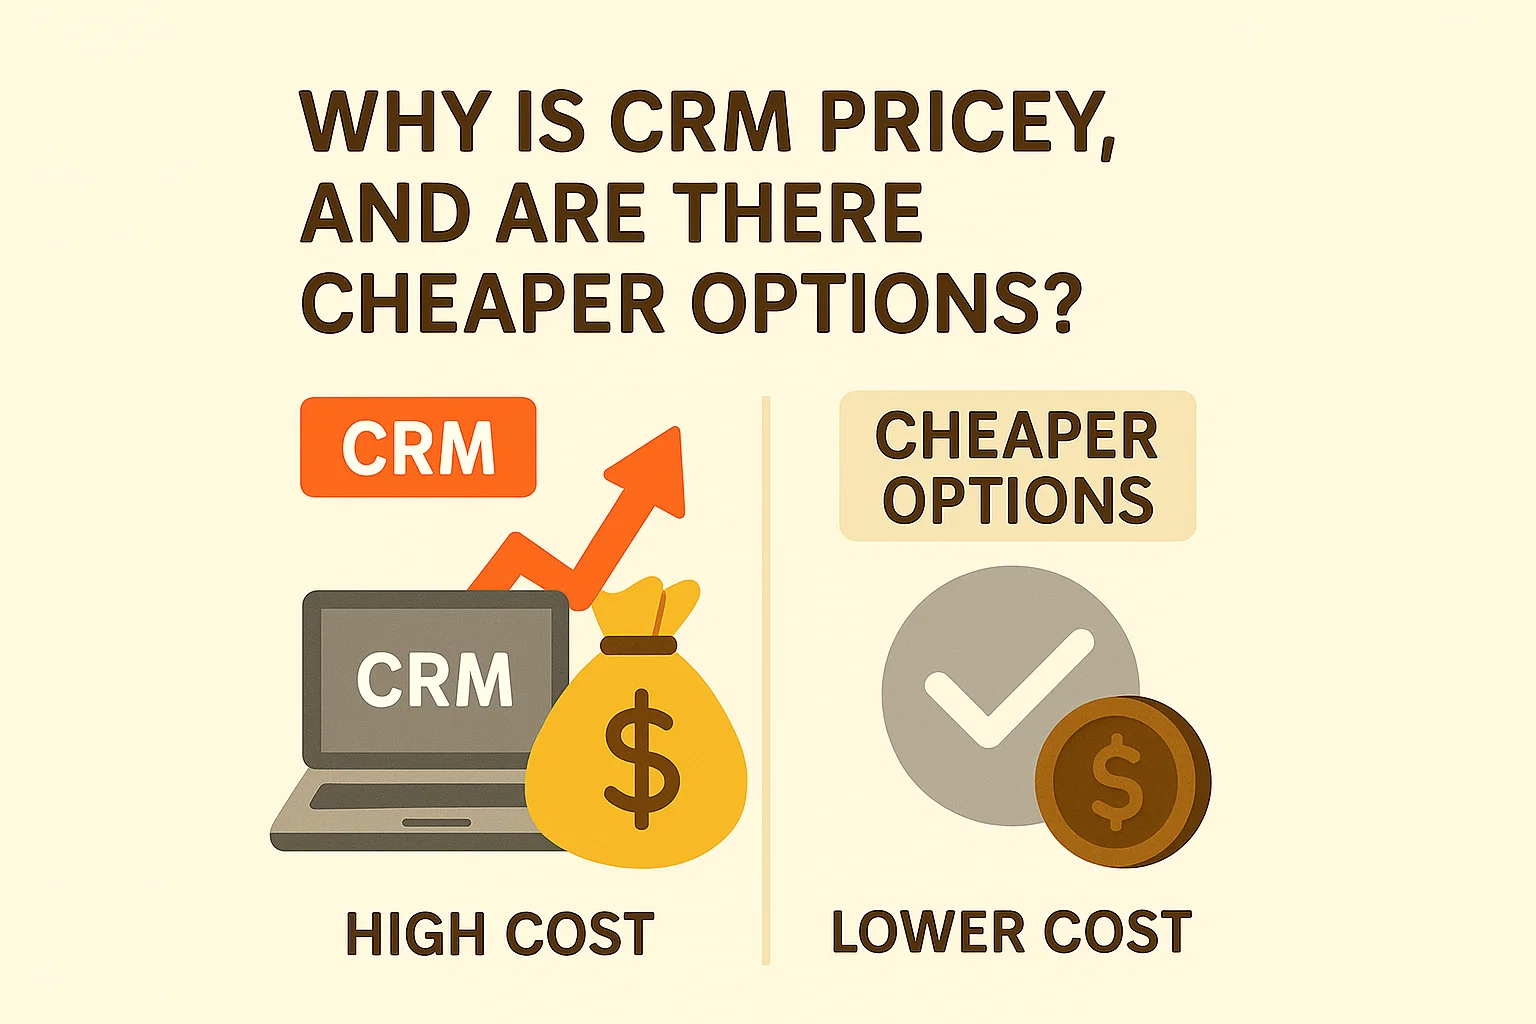 WHY IS CRM PRICEY,
AND ARE THERE
CHEAPER OPTIONS?
CRM
CRM
$
HIGH COST
CHEAPER
OPTIONS
$
LOWER COST